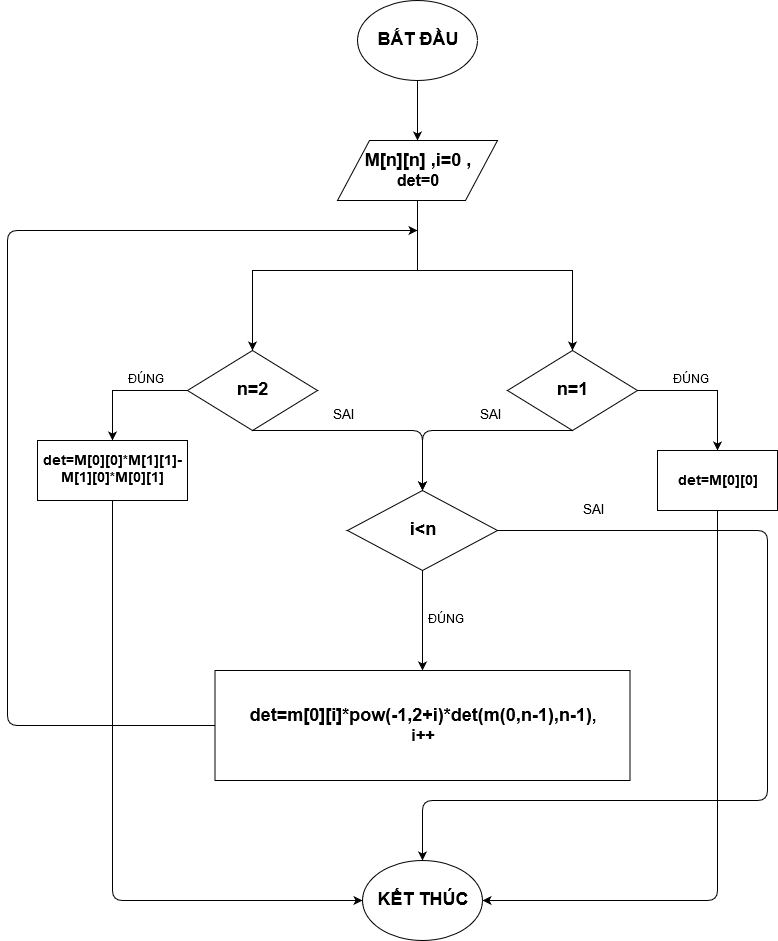 BẮT ĐẦU
M[n][n] ,i=0 ,
det=0
n=2
n=1
ĐÚNG
ĐÚNG
SAI
SAI
det=M[0][0]*M[1][1]-
M[1][0]*M[0][1]
det=M[0][0]
i<n
SAI
ĐÚNG
det=m[0][i]*pow(-1,2+i)*det(m(0,n-1),n-1),
i++
KẾT THÚC